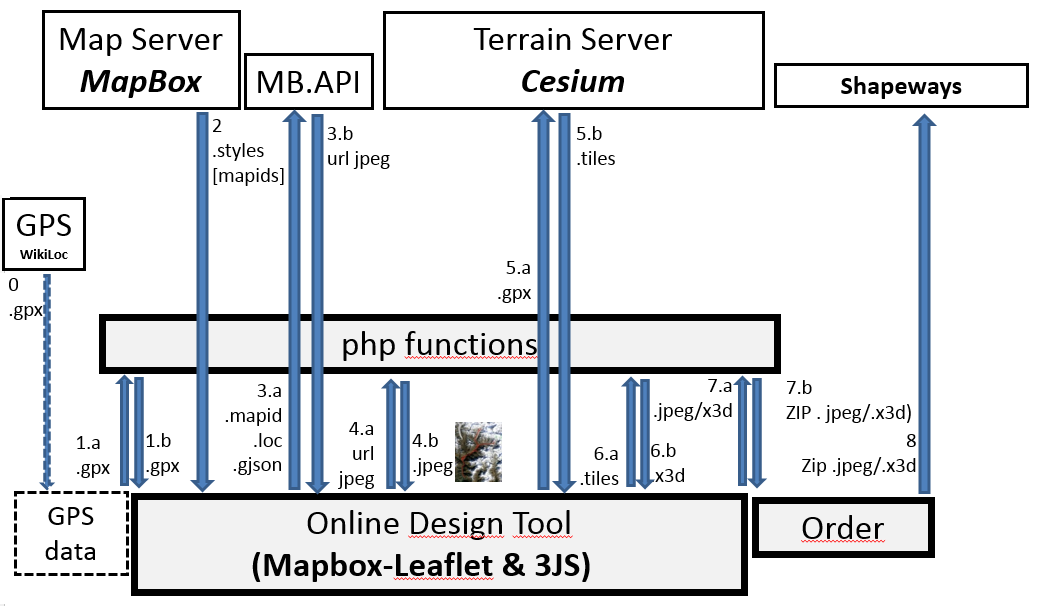 Map Server
MapBox
MB.API
Terrain Server
Cesium
Shapeways
2
.styles
[mapids]
3.b
url jpeg
5.b
.tiles
GPS
WikiLoc
0
.gpx
5.a
.gpx
php functions
1.a
.gpx
1.b
.gpx
3.a
.mapid
.loc
.gjson
4.a
url
jpeg
4.b
.jpeg
6.a
.tiles
6.b
.x3d
7.a
.jpeg/x3d
7.b
ZIP . jpeg/.x3d)
8
Zip .jpeg/.x3d
GPS
data
Online Design Tool
(Mapbox-Leaflet & 3JS)
Order